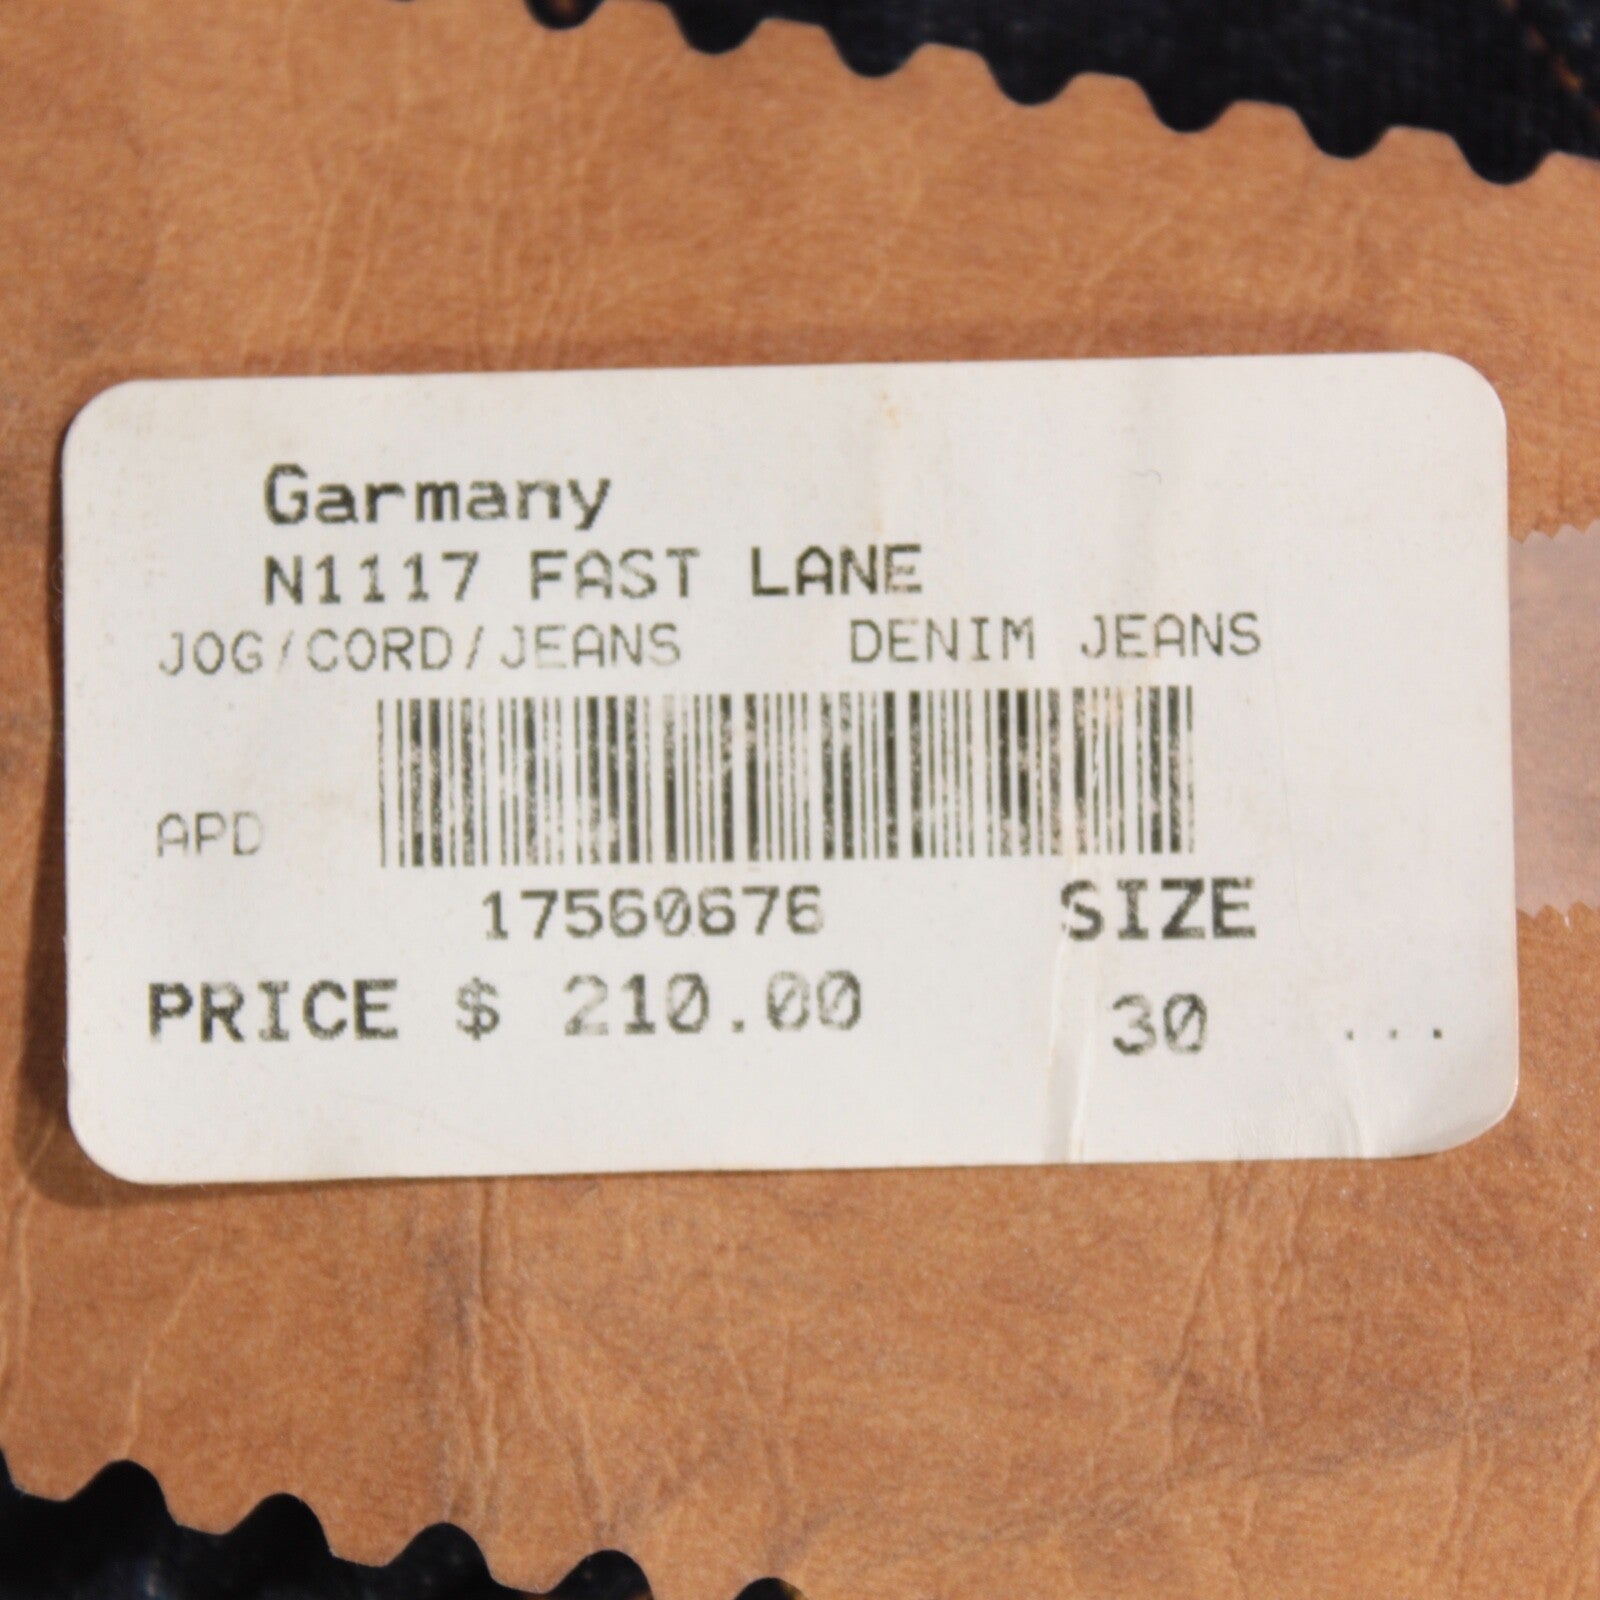 Garmany
N1117 FAST LANE
JOG/CORD/JEANS DENIM JEANS
APD
17560676 SIZE
PRICE $ 210.00 30 ...